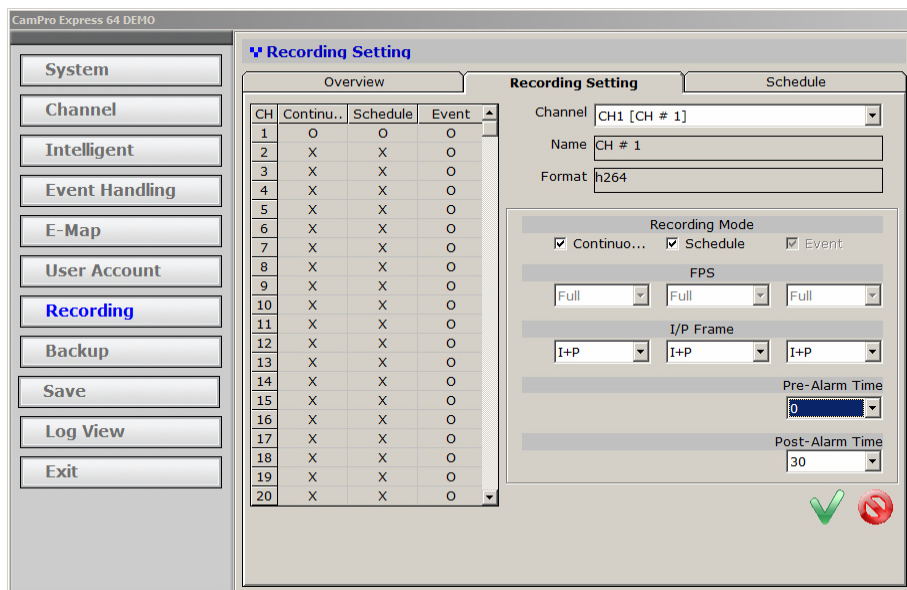 CamPro Express 64 DEMO
System
Channel
Intelligent
Event Handling
E-Map
User Account
Recording
Backup
Save
Log View
Exit
Recording Setting
Overview Recording Setting Schedule
CH Continu.. Schedule Event
1 O O O
2 X X O
3 X X O
4 X X O
5 X X O
6 X X O
7 X X O
8 X X O
9 X X O
10 X X O
11 X X O
12 X X O
13 X X O
14 X X O
15 X X O
16 X X O
17 X X O
18 X X O
19 X X O
20 X X O
Channel CH1 [CH # 1]
Name CH # 1
Format h264
Recording Mode
Continuo... Schedule Event
FPS
Full Full Full
I/P Frame
I+P I+P I+P
Pre-Alarm Time
0
Post-Alarm Time
30